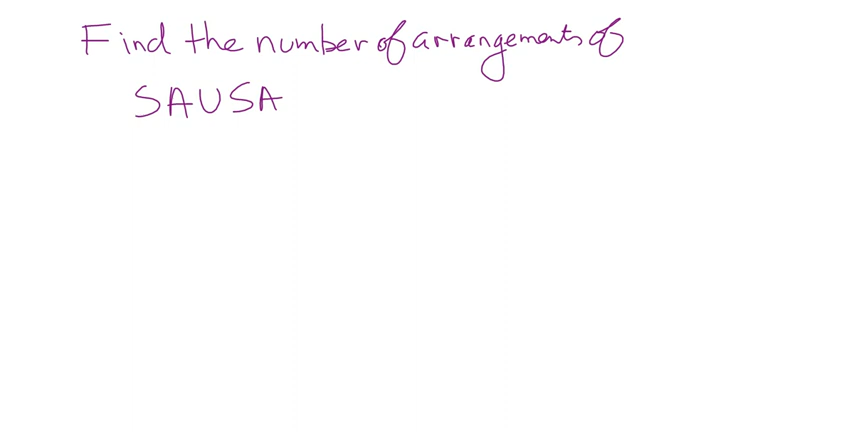 Find the number of arrangements of
SAUSA